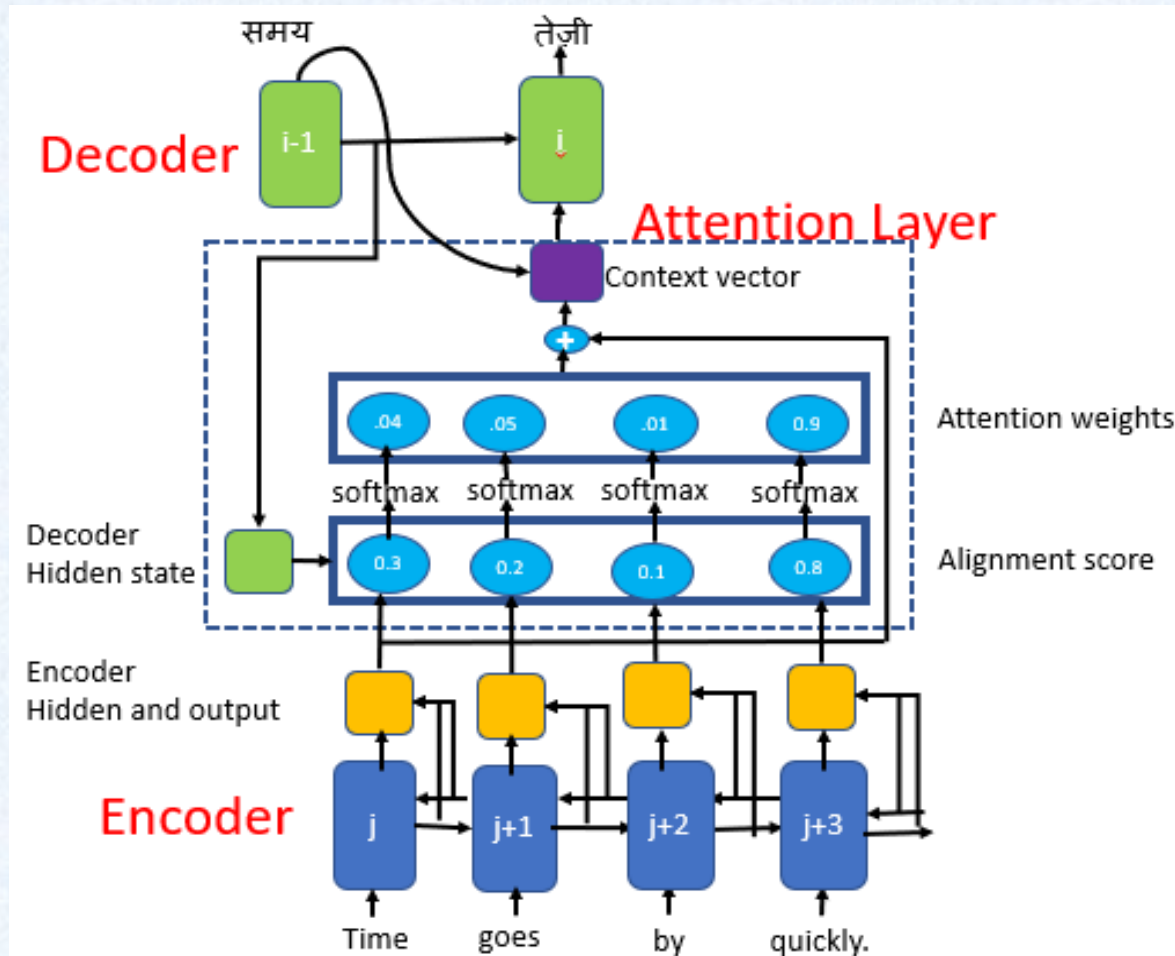 समय
तेज़ी
i-1
i
Decoder
Attention Layer
Context vector
+
.04 .05 .01 0.9
Attention weights
softmax softmax softmax softmax
Decoder
Hidden state
0.3 0.2 0.1 0.8
Alignment score
Encoder
Hidden and output
Encoder
j j+1 j+2 j+3
Time goes by quickly.